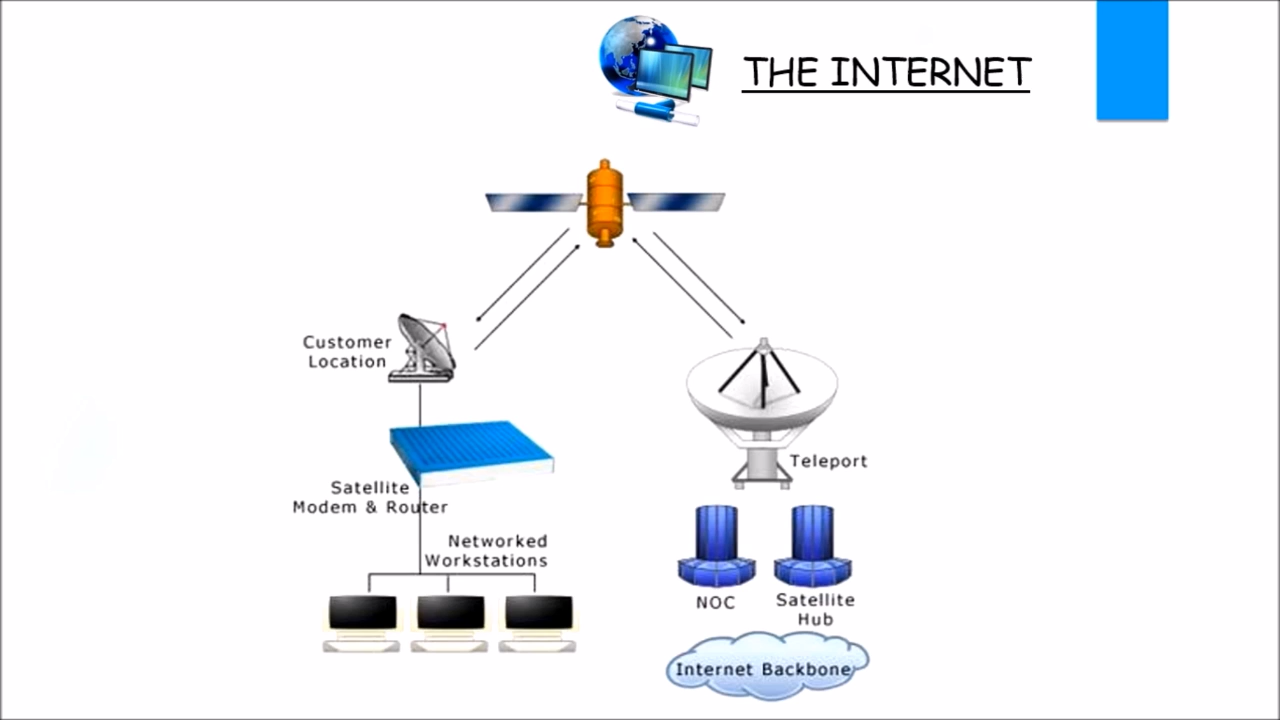 THE INTERNET
Customer
Location
Teleport
Satellite
Modem & Router
Networked
Workstations
NOC
Satellite
Hub
Internet Backbone